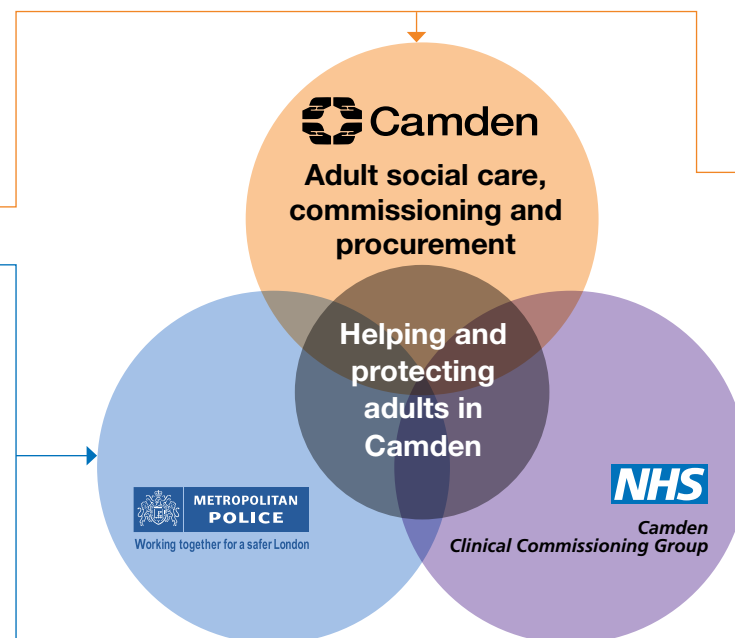 Camden
Adult social care,
commissioning and
procurement
Helping and
protecting
adults in
Camden
METROPOLITAN
POLICE
Working together for a safer London
NHS
Camden
Clinical Commissioning Group